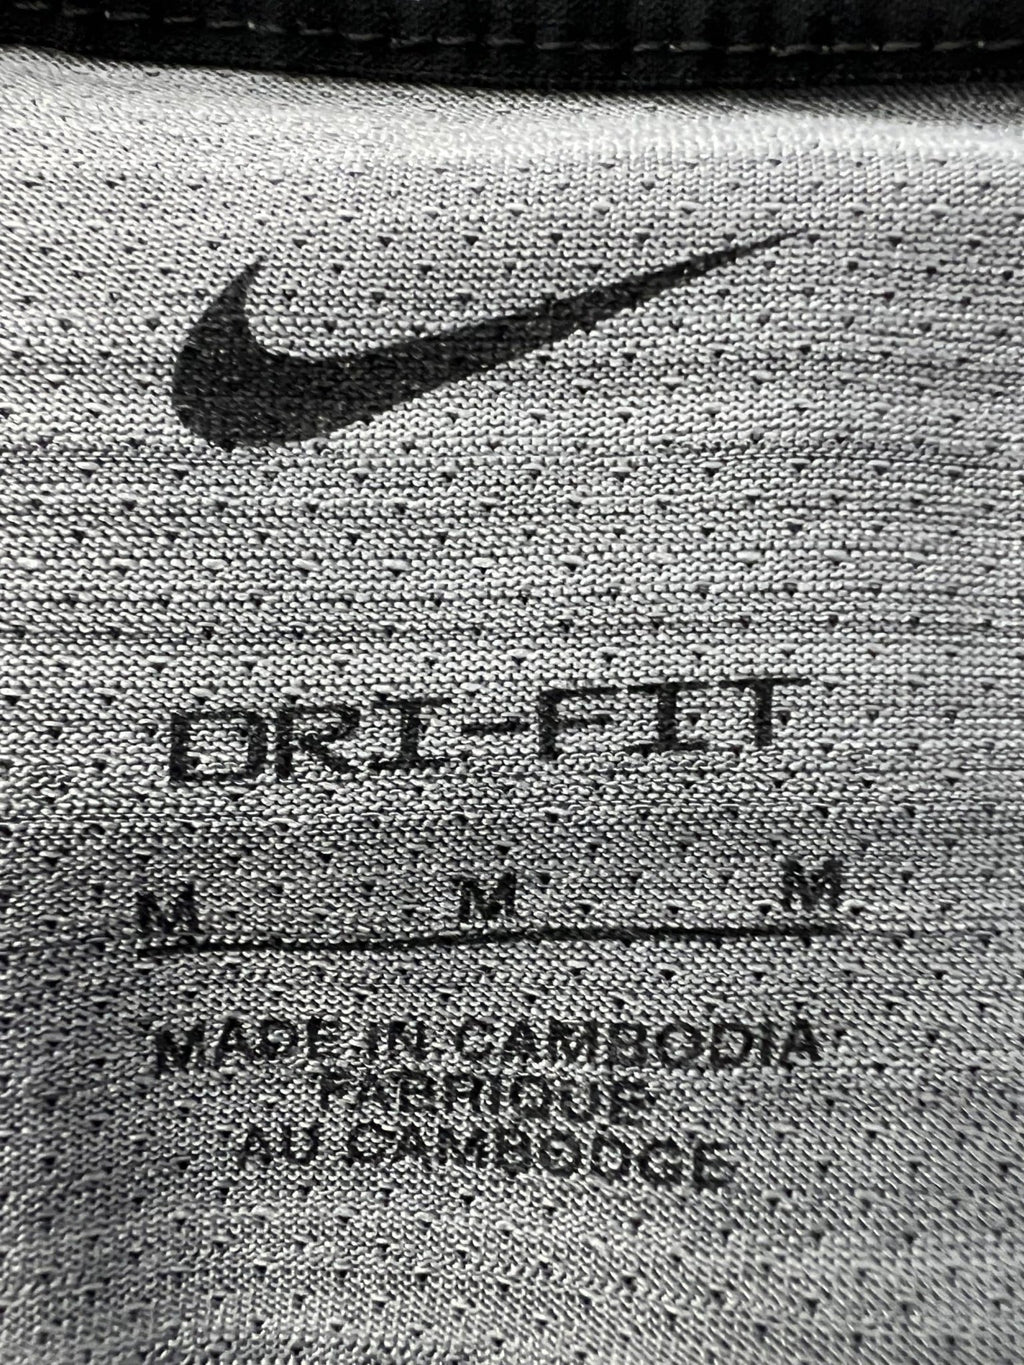 DRI-FIT
M M M
MADE IN CAMBODIA
FABRIQUE
AU CAMBODGE